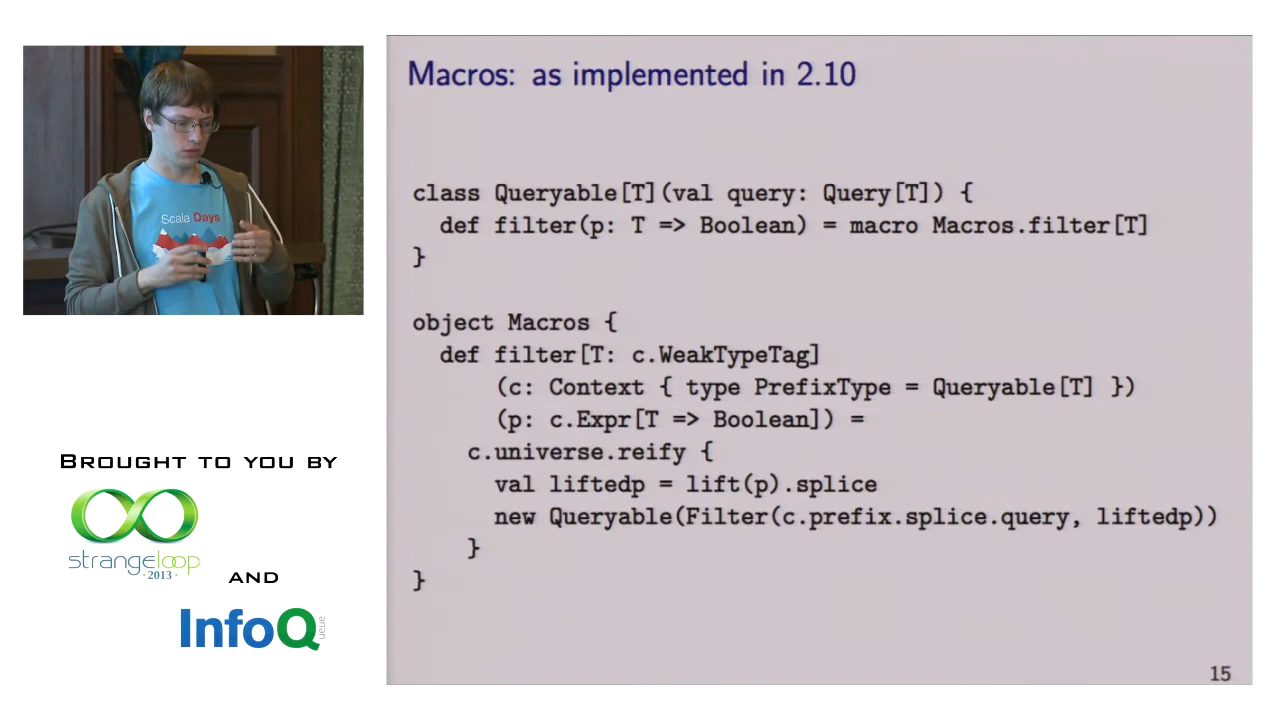 Scala Days
Macros: as implemented in 2.10
class Queryable[T](val query: Query[T]) {
  def filter(p: T => Boolean) = macro Macros.filter[T]
}
object Macros {
  def filter[T: c.WeakTypeTag]
      (c: Context { type PrefixType = Queryable[T] })
      (p: c.Expr[T => Boolean]) =
    c.universe.reify {
      val liftedp = lift(p).splice
      new Queryable(Filter(c.prefix.splice.query, liftedp))
    }
}
15
BROUGHT TO YOU BY
strangeloop
·2013·
AND
InfoQ
queue